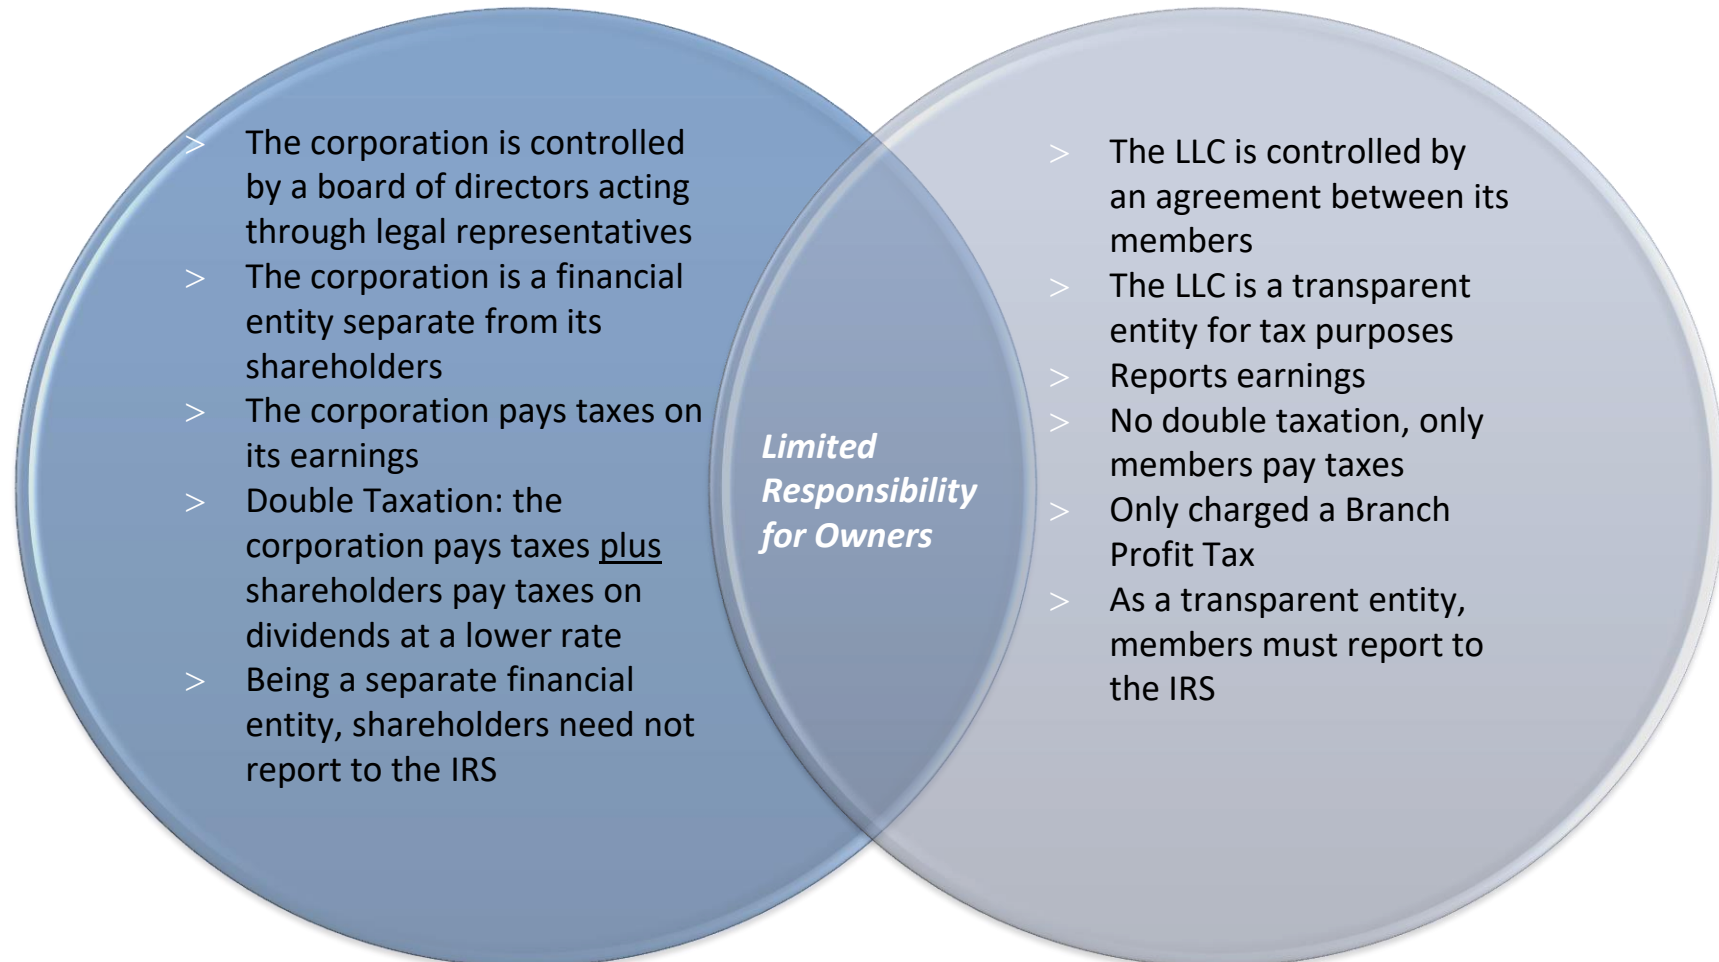 > The corporation is controlled
by a board of directors acting
through legal representatives
> The corporation is a financial
entity separate from its
shareholders
> The corporation pays taxes on
its earnings
> Double Taxation: the
corporation pays taxes plus
shareholders pay taxes on
dividends at a lower rate
> Being a separate financial
entity, shareholders need not
report to the IRS
Limited
Responsibility
for Owners
> The LLC is controlled by
an agreement between its
members
> The LLC is a transparent
entity for tax purposes
> Reports earnings
> No double taxation, only
members pay taxes
> Only charged a Branch
Profit Tax
> As a transparent entity,
members must report to
the IRS